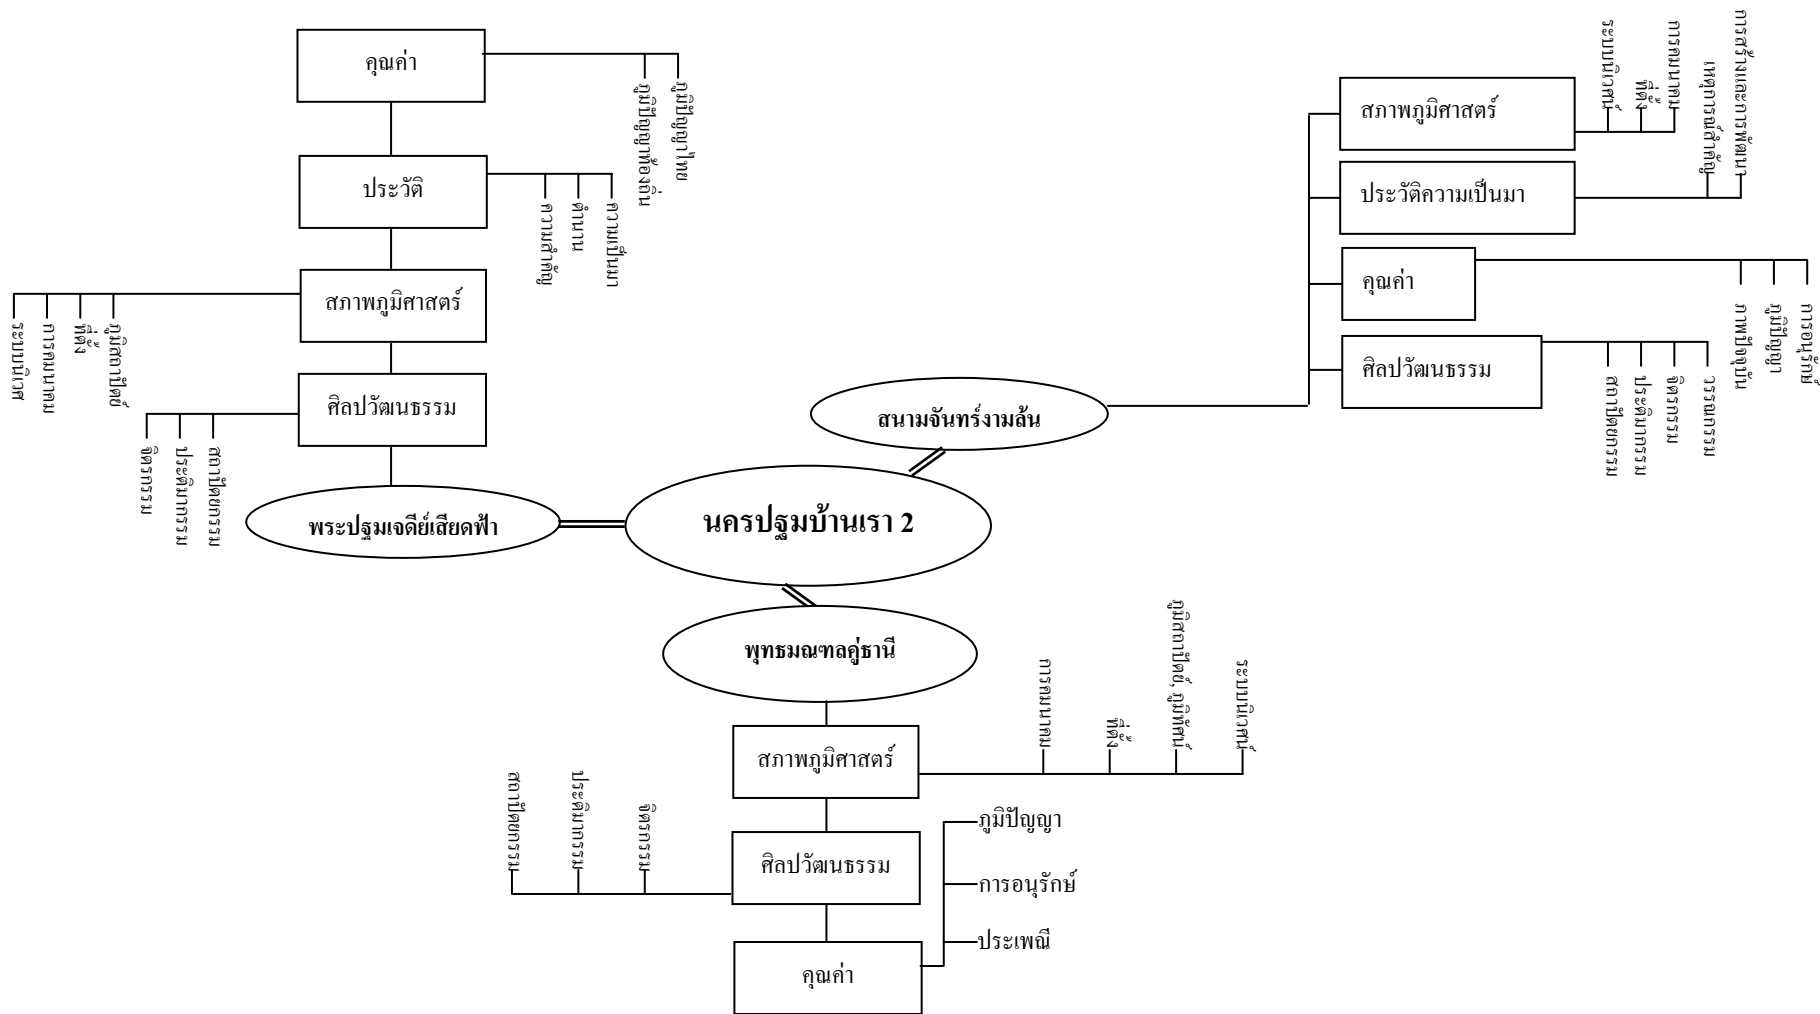 คุณค่า
ภูมิปัญญาไทย
ภูมิปัญญาท้องถิ่น
ประวัติ
ความเป็นมา
ตำนาน
ความสำคัญ
สภาพภูมิศาสตร์
ภูมิสถาปัตย์
ที่ตั้ง
การคมนาคม
ระบบนิเวศ
ศิลปวัฒนธรรม
สถาปัตยกรรม
ประติมากรรม
จิตรกรรม
พระปฐมเจดีย์เสียดฟ้า
นครปฐมบ้านเรา 2
สนามจันทร์งามล้น
สภาพภูมิศาสตร์
การคมนาคม
ที่ตั้ง
ระบบนิเวศน์
ประวัติความเป็นมา
การสร้างและการพัฒนา
เหตุการณ์สำคัญ
คุณค่า
การอนุรักษ์
ภูมิปัญญา
ภาพปัจจุบัน
ศิลปวัฒนธรรม
วรรณกรรม
จิตรกรรม
ประติมากรรม
สถาปัตยกรรม
พุทธมณฑลคู่ธานี
สภาพภูมิศาสตร์
ระบบนิเวศน์
ภูมิสถาปัตย์, ภูมิทัศน์
ที่ตั้ง
การคมนาคม
ศิลปวัฒนธรรม
จิตรกรรม
ประติมากรรม
สถาปัตยกรรม
คุณค่า
ภูมิปัญญา
การอนุรักษ์
ประเพณี